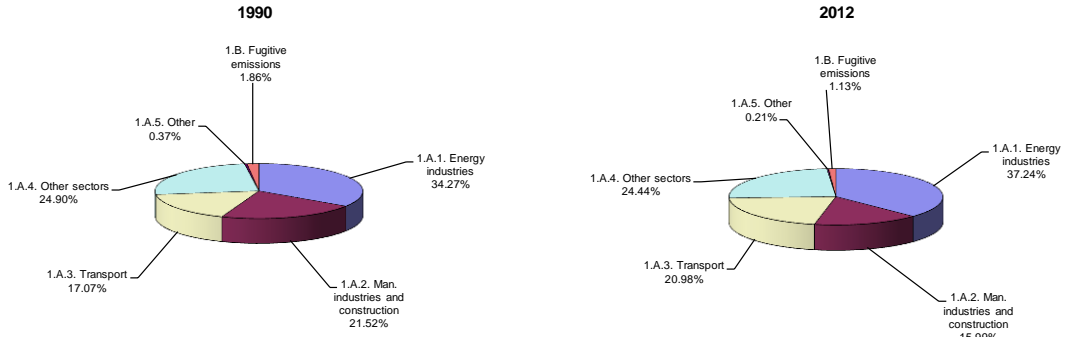 1990
1.B. Fugitive
emissions
1.86%
1.A.5. Other
0.37%
1.A.1. Energy
industries
34.27%
1.A.4. Other sectors
24.90%
1.A.3. Transport
17.07%
1.A.2. Man.
industries and
construction
21.52%
2012
1.B. Fugitive
emissions
1.13%
1.A.5. Other
0.21%
1.A.1. Energy
industries
37.24%
1.A.4. Other sectors
24.44%
1.A.3. Transport
20.98%
1.A.2. Man.
industries and
construction